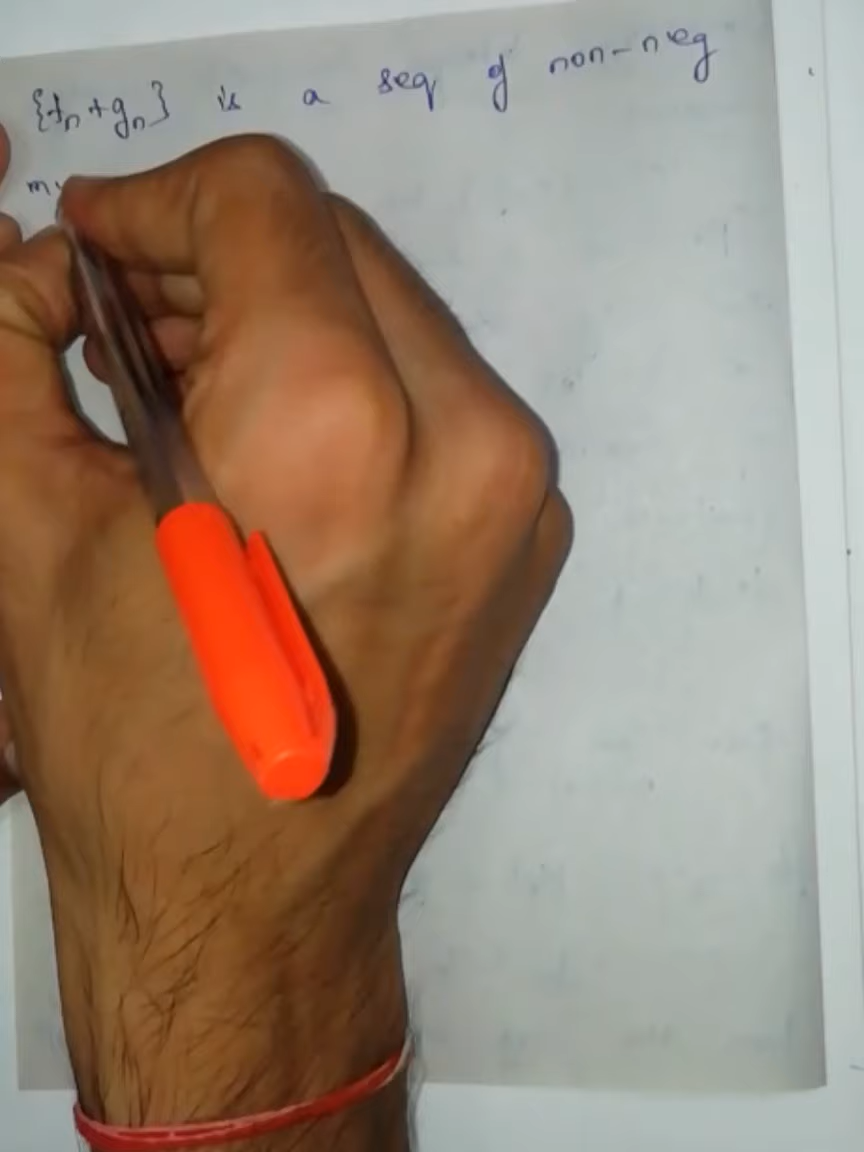 {fn+gn} is a seq of non-neg